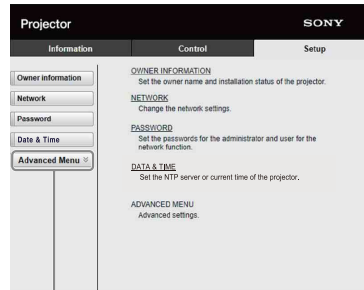 Projector
SONY
Information
Control
Setup
Owner information
Network
Password
Date & Time
Advanced Menu
OWNER INFORMATION
Set the owner name and installation status of the projector.
NETWORK
Change the network settings.
PASSWORD
Set the passwords for the administrator and user for the
network function.
DATA & TIME
Set the NTP server or current time of the projector.
ADVANCED MENU
Advanced settings.